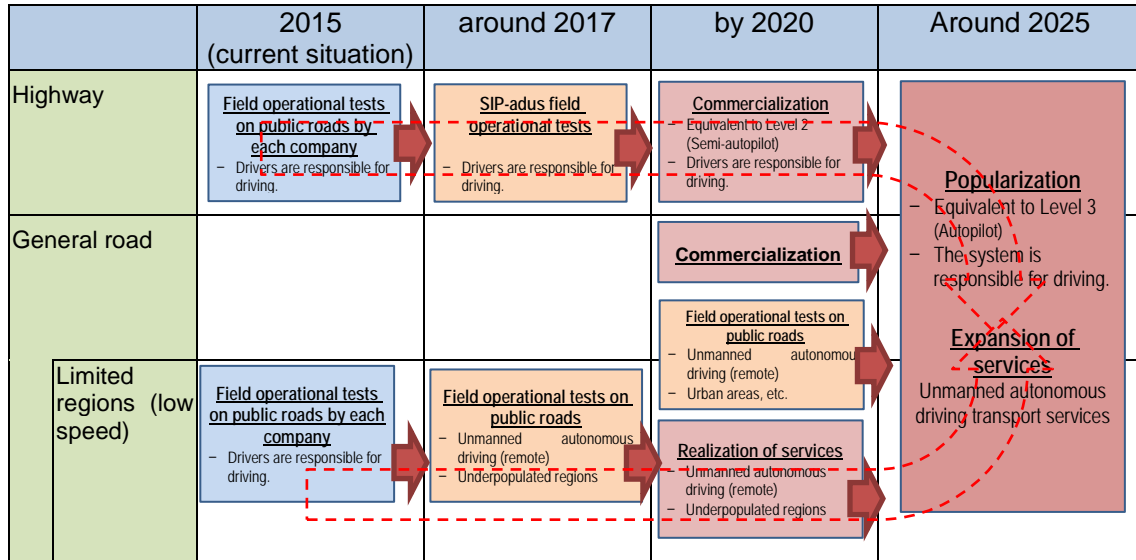 2015
(current situation)
around 2017
by 2020
Around 2025
Highway
Field operational tests
on public roads by
each company
− Drivers are responsible for
driving.
SIP-adus field
operational tests
− Drivers are responsible for
driving.
Commercialization
− Equivalent to Level 2
(Semi-autopilot)
− Drivers are responsible for
driving.
Popularization
− Equivalent to Level 3
(Autopilot)
− The system is
responsible for driving.
Expansion of
services
Unmanned autonomous
driving transport services
General road
Commercialization
Field operational tests on
public roads
− Unmanned autonomous
driving (remote)
− Urban areas, etc.
Limited
regions (low
speed)
Field operational tests
on public roads by each
company
− Drivers are responsible for
driving.
Field operational tests on
public roads
− Unmanned autonomous
driving (remote)
− Underpopulated regions
Realization of services
− Unmanned autonomous
driving (remote)
− Underpopulated regions